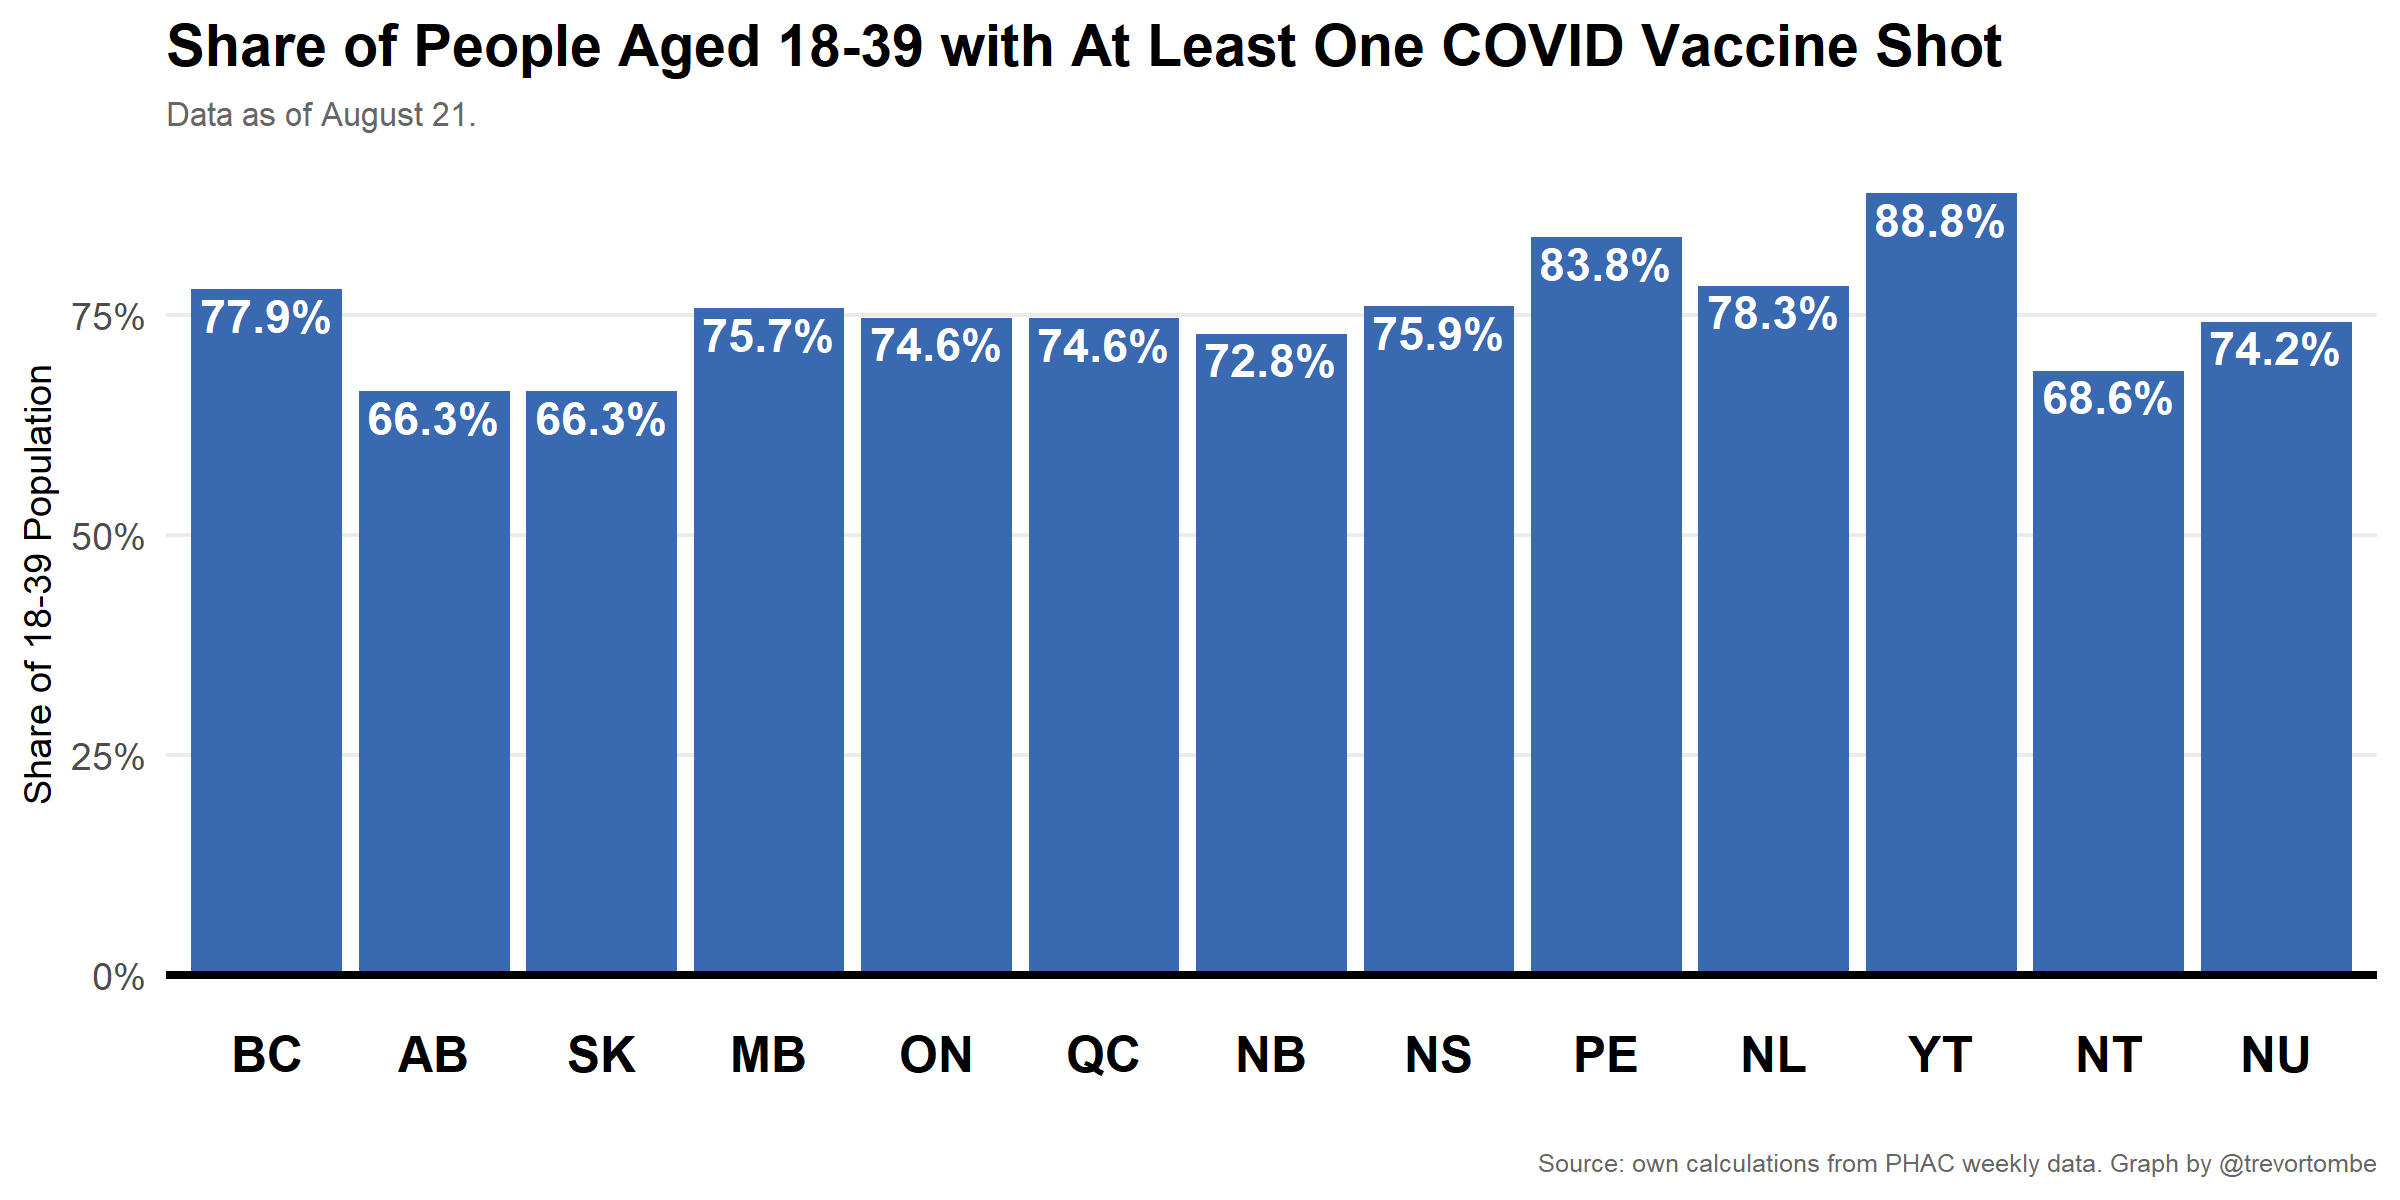 Share of People Aged 18-39 with At Least One COVID Vaccine Shot
Data as of August 21.
Share of 18-39 Population
75%
50%
25%
0%
77.9%
66.3%
66.3%
75.7%
74.6%
74.6%
72.8%
75.9%
83.8%
78.3%
88.8%
68.6%
74.2%
BC
AB
SK
MB
ON
QC
NB
NS
PE
NL
YT
NT
NU
Source: own calculations from PHAC weekly data. Graph by @trevortombe